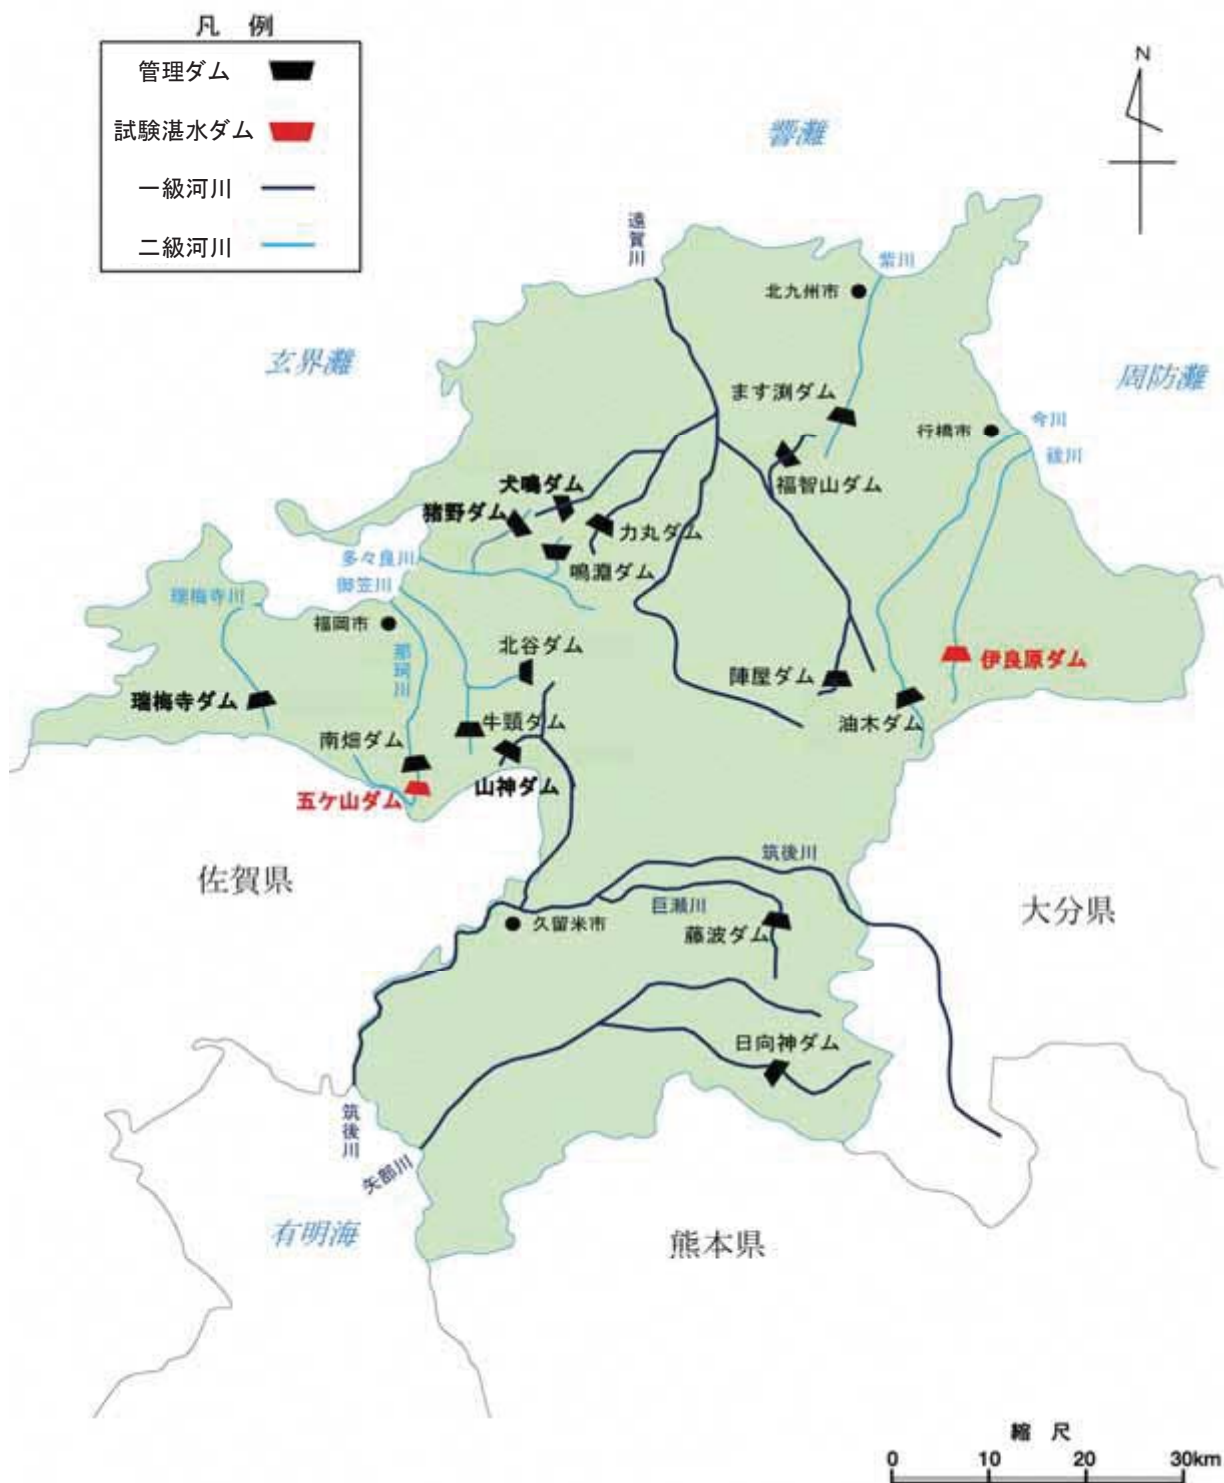 凡 例
管理ダム
試験湛水ダム
一級河川
二級河川
N
響灘
遠賀川
紫川
北九州市
玄界灘
周防灘
ます渕ダム
行橋市
今川
祓川
犬鳴ダム
福智山ダム
猪野ダム
力丸ダム
多々良川
鳴淵ダム
御笠川
瑞梅寺川
福岡市
那珂川
北谷ダム
伊良原ダム
陣屋ダム
瑞梅寺ダム
油木ダム
牛頸ダム
南畑ダム
山神ダム
五ケ山ダム
筑後川
佐賀県
巨瀬川
大分県
久留米市
藤波ダム
日向神ダム
筑後川
矢部川
有明海
熊本県
縮 尺
0 10 20 30km